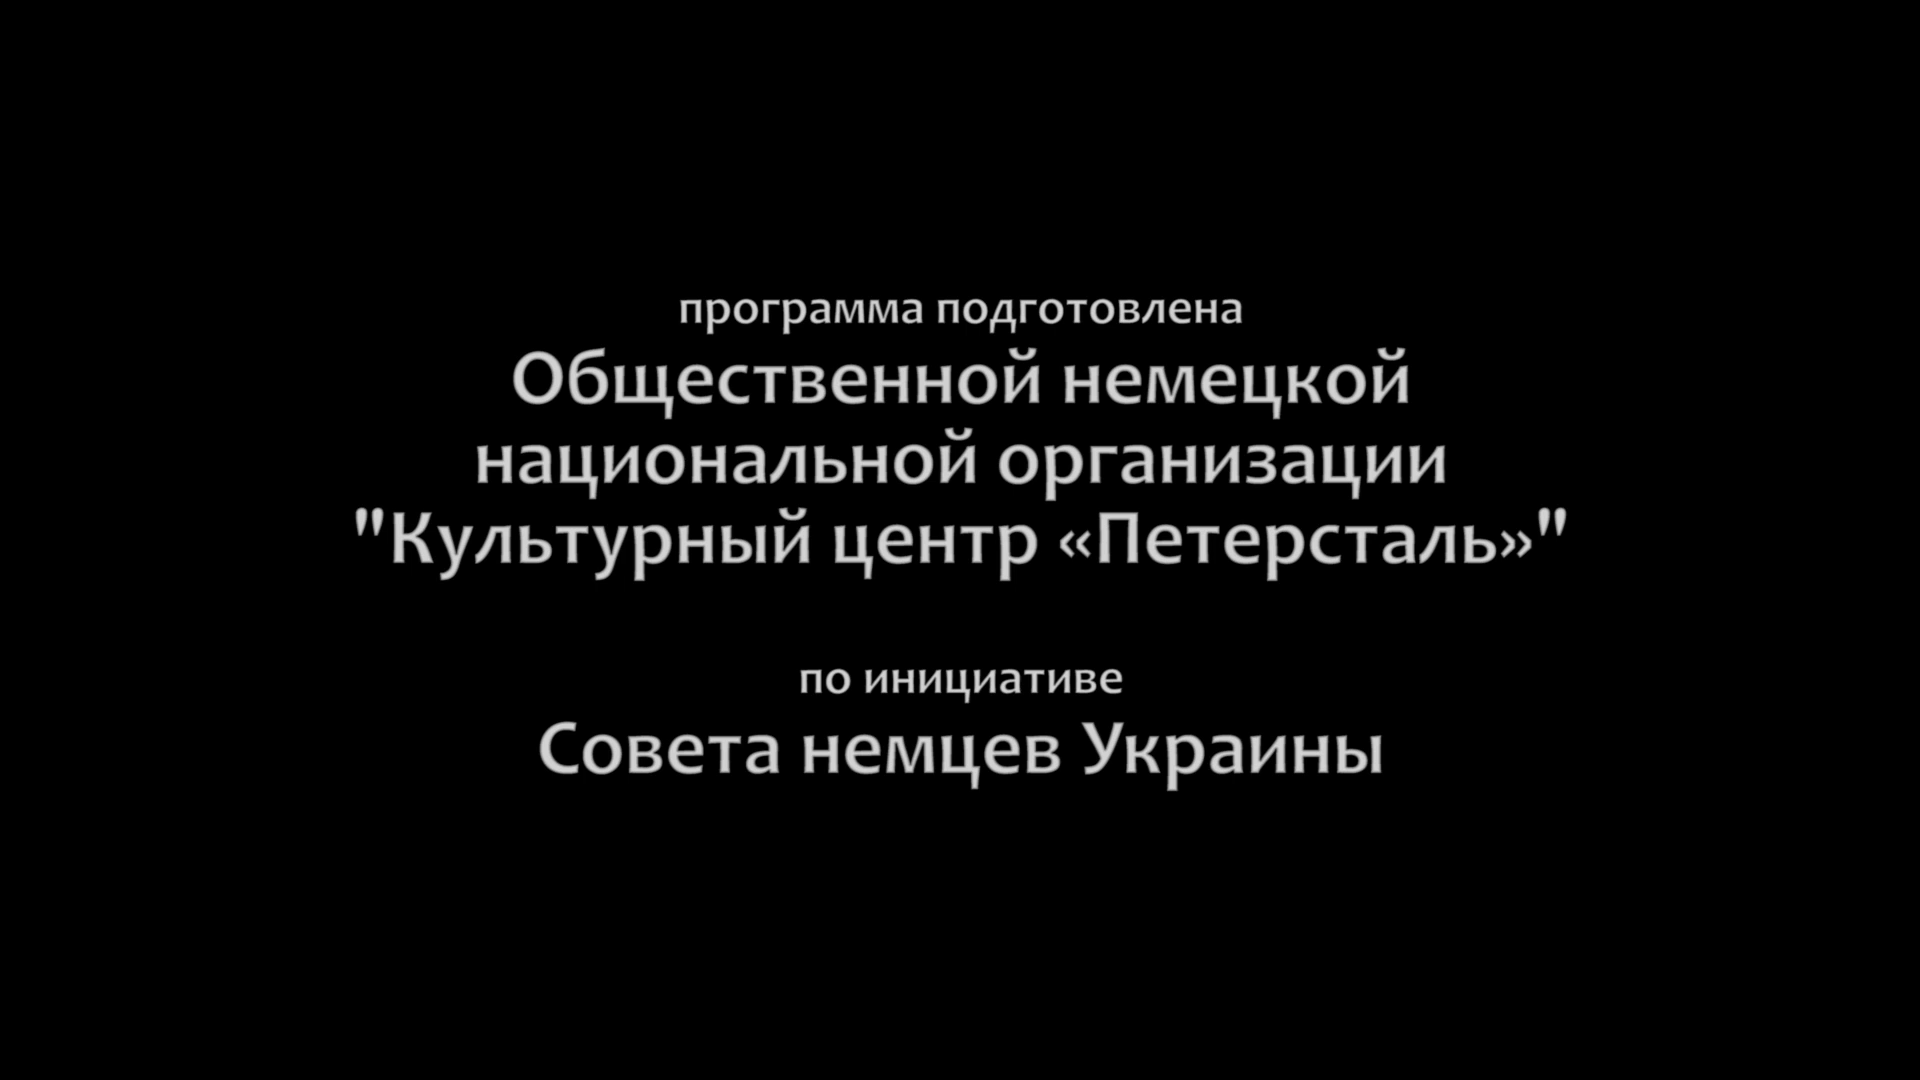 программа подготовлена
Общественной немецкой
национальной организации
"Культурный центр «Петерсталь»"
по инициативе
Совета немцев Украины